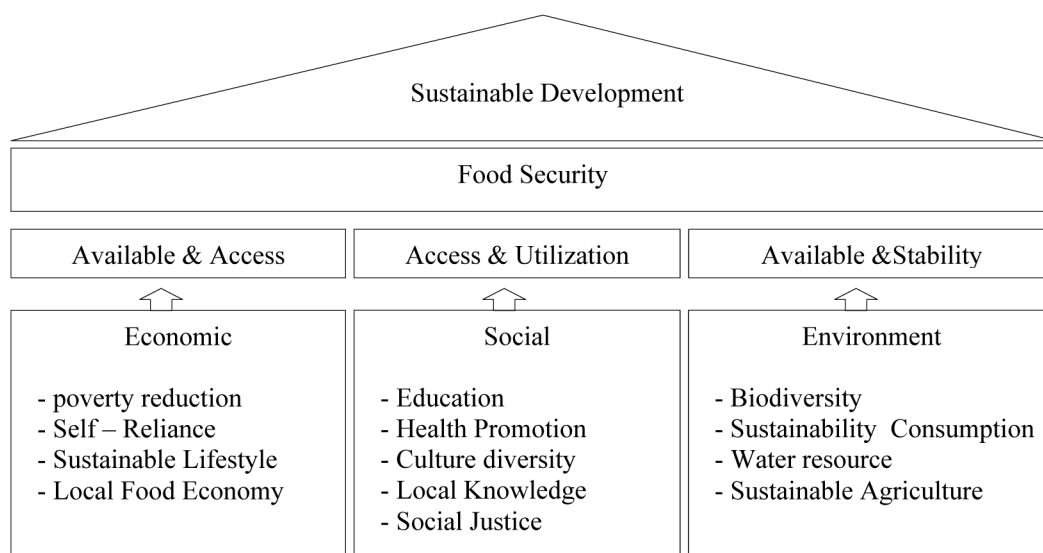 Sustainable Development
Food Security
Available & Access
Access & Utilization
Available &Stability
Economic
- poverty reduction
- Self – Reliance
- Sustainable Lifestyle
- Local Food Economy
Social
- Education
- Health Promotion
- Culture diversity
- Local Knowledge
- Social Justice
Environment
- Biodiversity
- Sustainability  Consumption
- Water resource
- Sustainable Agriculture